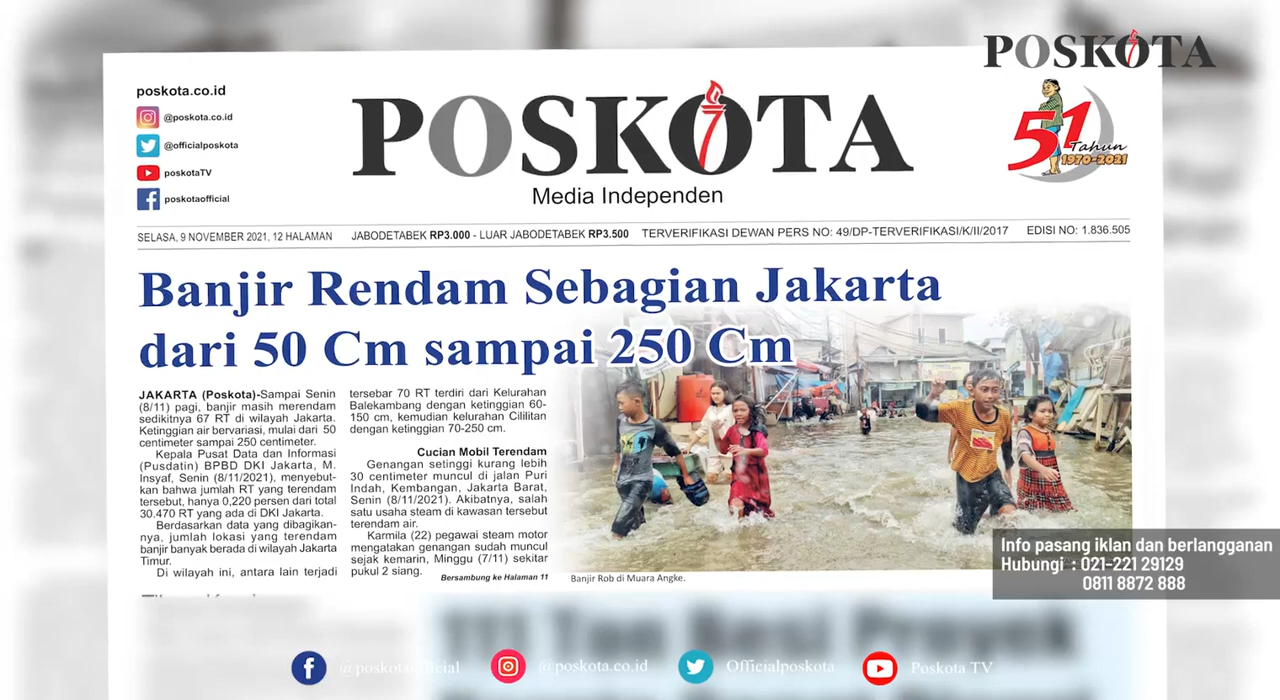 POSKOTA
poskota.co.id
@poskota.co.id
@officialposkota
poskotaTV
poskotaofficial
POSKOTA
Media Independen
51
Tahun
1970-2021
SELASA, 9 NOVEMBER 2021, 12 HALAMAN JABODETABEK RP3.000 - LUAR JABODETABEK RP3.500 TERVERIFIKASI DEWAN PERS NO: 49/DP-TERVERIFIKASI/K/II/2017 EDISI NO: 1.836.505
Banjir Rendam Sebagian Jakarta
dari 50 Cm sampai 250 Cm
JAKARTA (Poskota)-Sampai Senin
(8/11) pagi, banjir masih merendam
sedikitnya 67 RT di wilayah Jakarta.
Ketinggian air bervariasi, mulai dari 50
centimeter sampai 250 centimeter.
Kepala Pusat Data dan Informasi
(Pusdatin) BPBD DKI Jakarta, M.
Insyaf, Senin (8/11/2021), menyebut-
kan bahwa jumlah RT yang terendam
tersebut, hanya 0,220 persen dari total
30.470 RT yang ada di DKI Jakarta.
Berdasarkan data yang dibagikan-
nya, jumlah lokasi yang terendam
banjir banyak berada di wilayah Jakarta
Timur.
Di wilayah ini, antara lain terjadi
tersebar 70 RT terdiri dari Kelurahan
Balekambang dengan ketinggian 60-
150 cm, kemudian kelurahan Cililitan
dengan ketinggian 70-250 cm.
Cucian Mobil Terendam
Genangan setinggi kurang lebih
30 centimeter muncul di jalan Puri
Indah, Kembangan, Jakarta Barat,
Senin (8/11/2021). Akibatnya, salah
satu usaha steam di kawasan tersebut
terendam air.
Karmila (22) pegawai steam motor
mengatakan genangan sudah muncul
sejak kemarin, Minggu (7/11) sekitar
pukul 2 siang.
Bersambung ke Halaman 11
Banjir Rob di Muara Angke.
Info pasang iklan dan berlangganan
Hubungi : 021-221 29129
0811 8872 888
@poskotaofficial @poskota.co.id Officialposkota Poskota TV